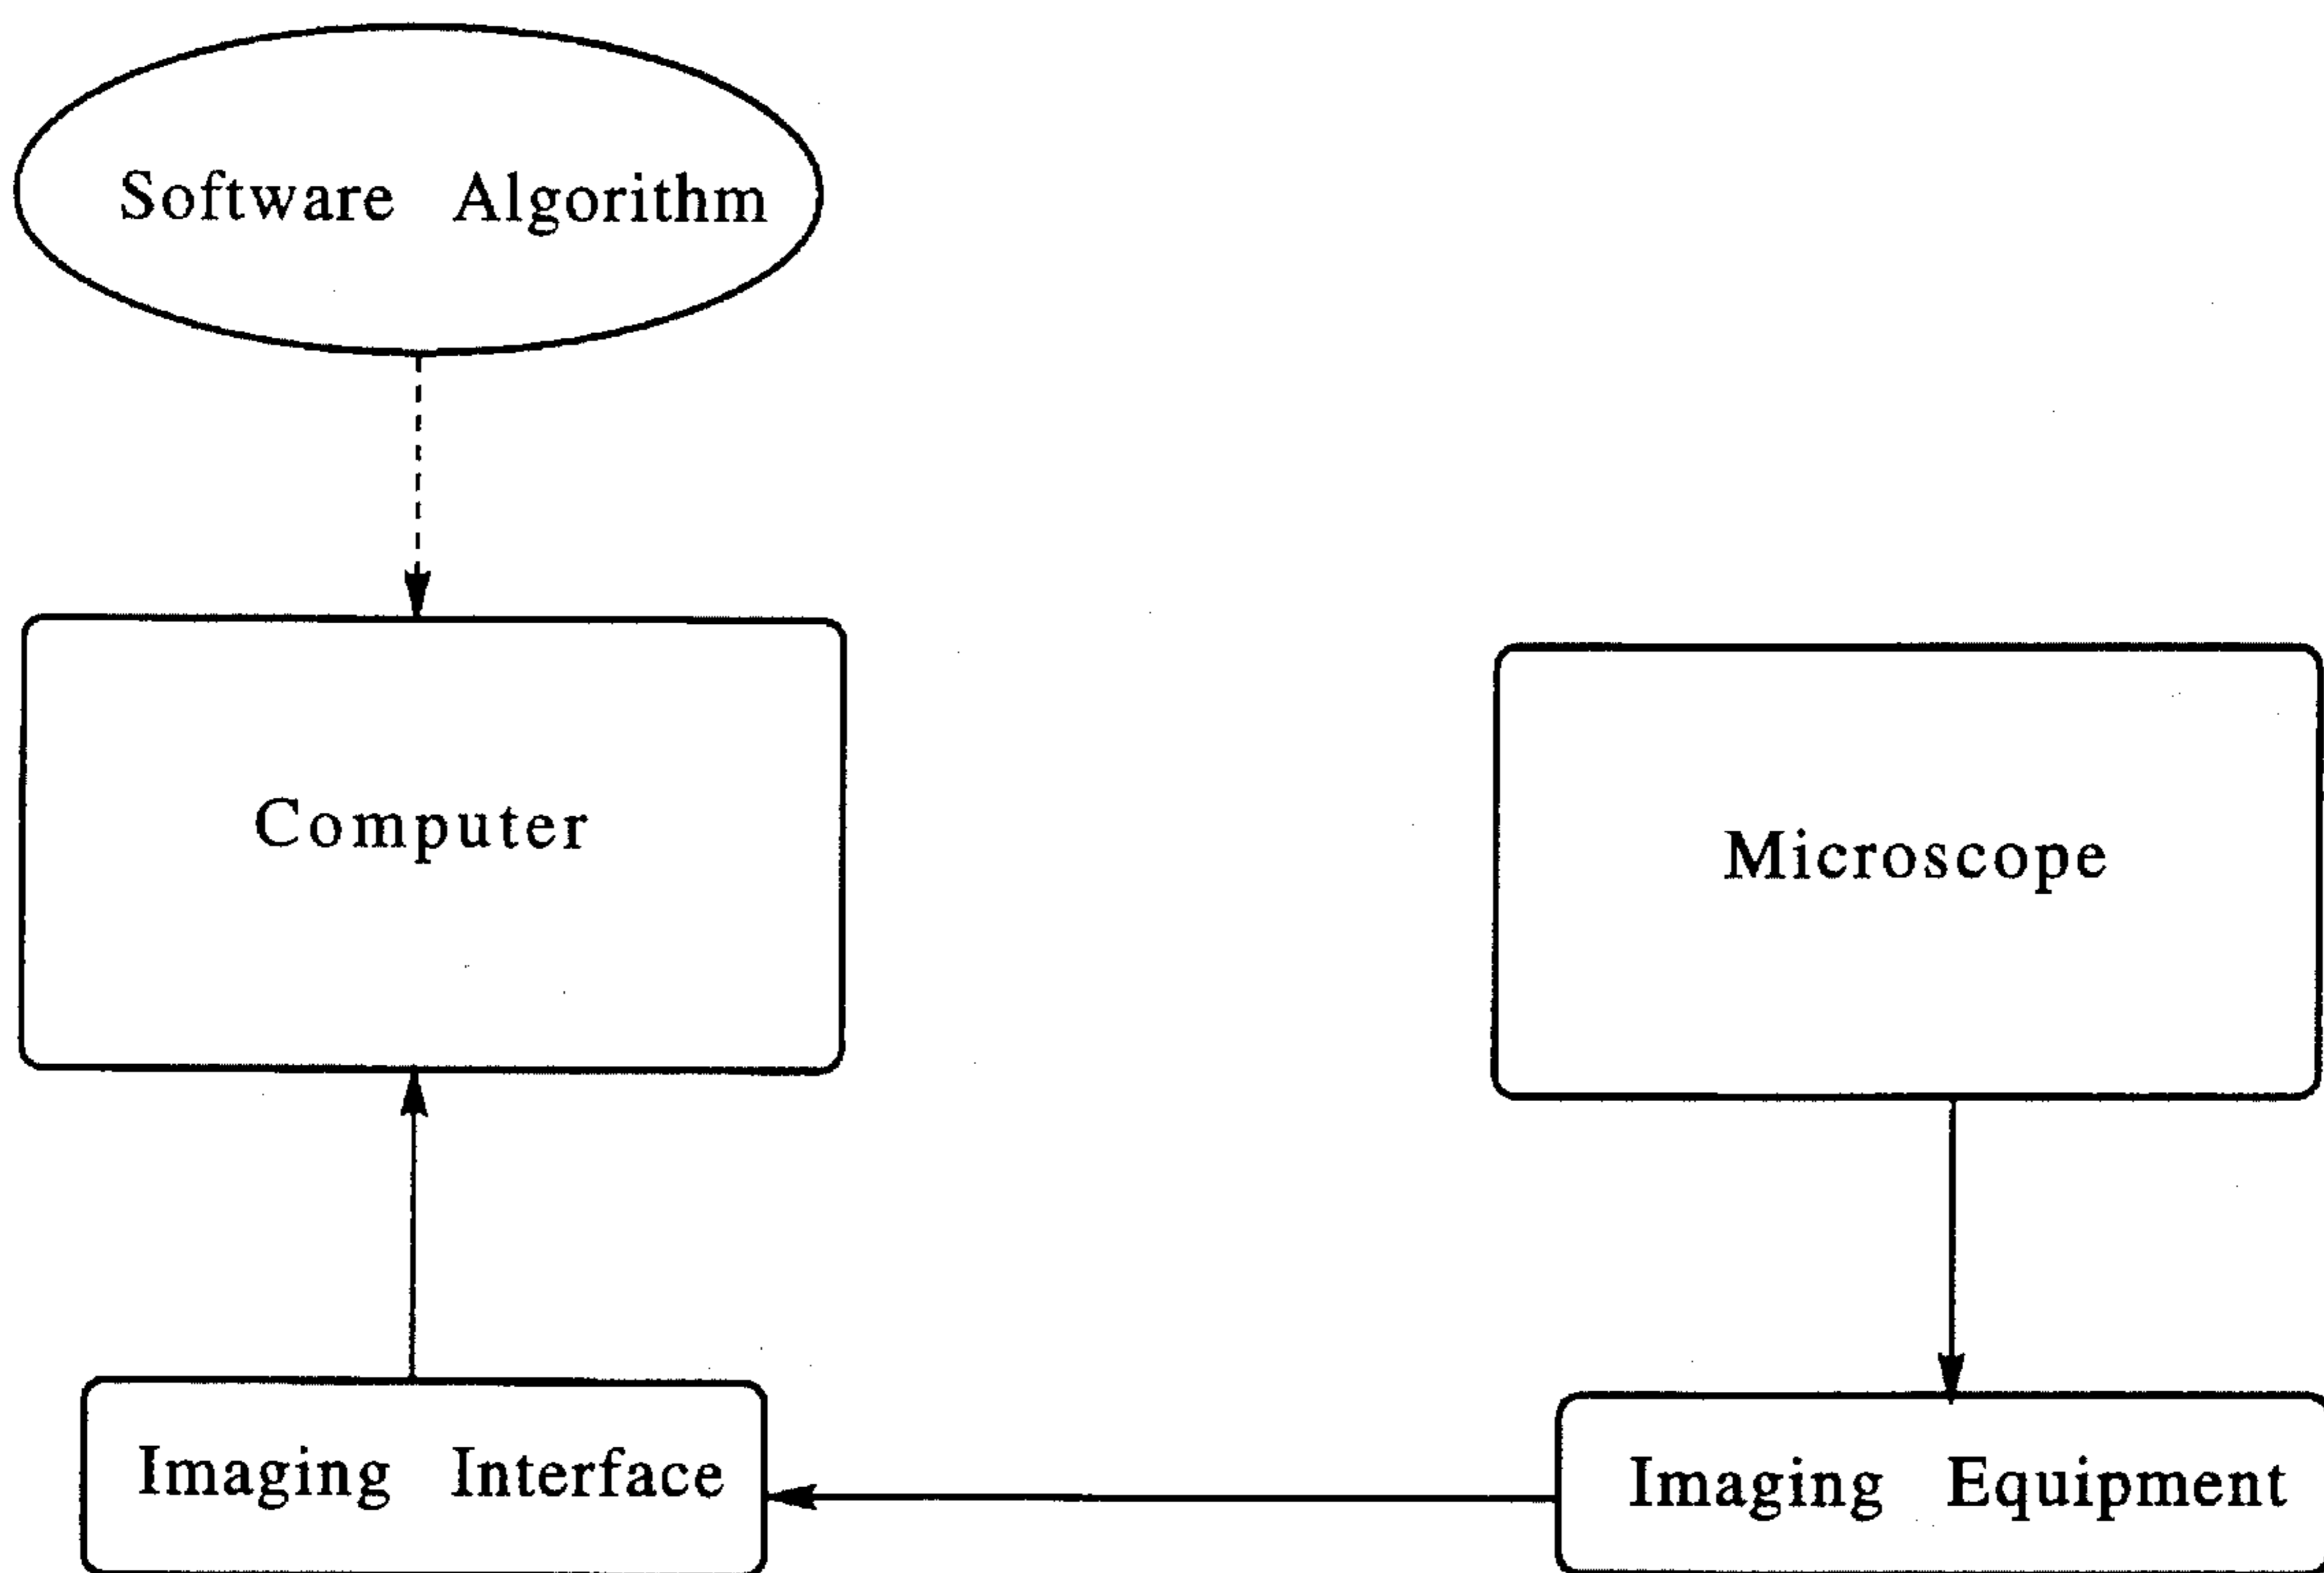 Software Algorithm
Computer
Microscope
Imaging Interface
Imaging Equipment